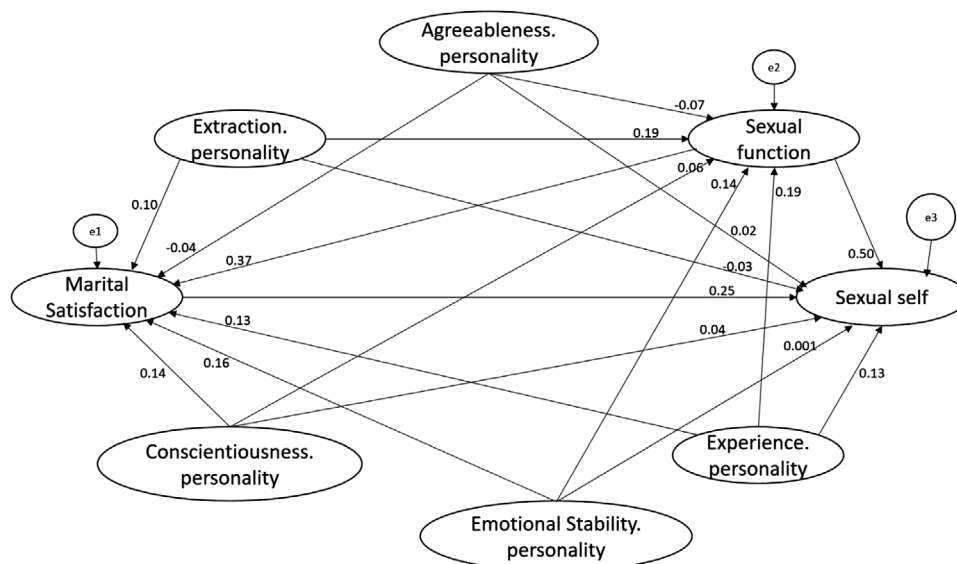 Agreeableness.
personality
e2
-0.07
Extraction.
personality
0.19
Sexual
function
0.06
0.14
0.19
0.10
e1
e3
-0.04
0.02
0.37
-0.03
0.50
Marital
Satisfaction
0.25
Sexual self
0.13
0.04
0.16
0.001
0.14
0.13
Conscientiousness.
personality
Experience.
personality
Emotional Stability.
personality